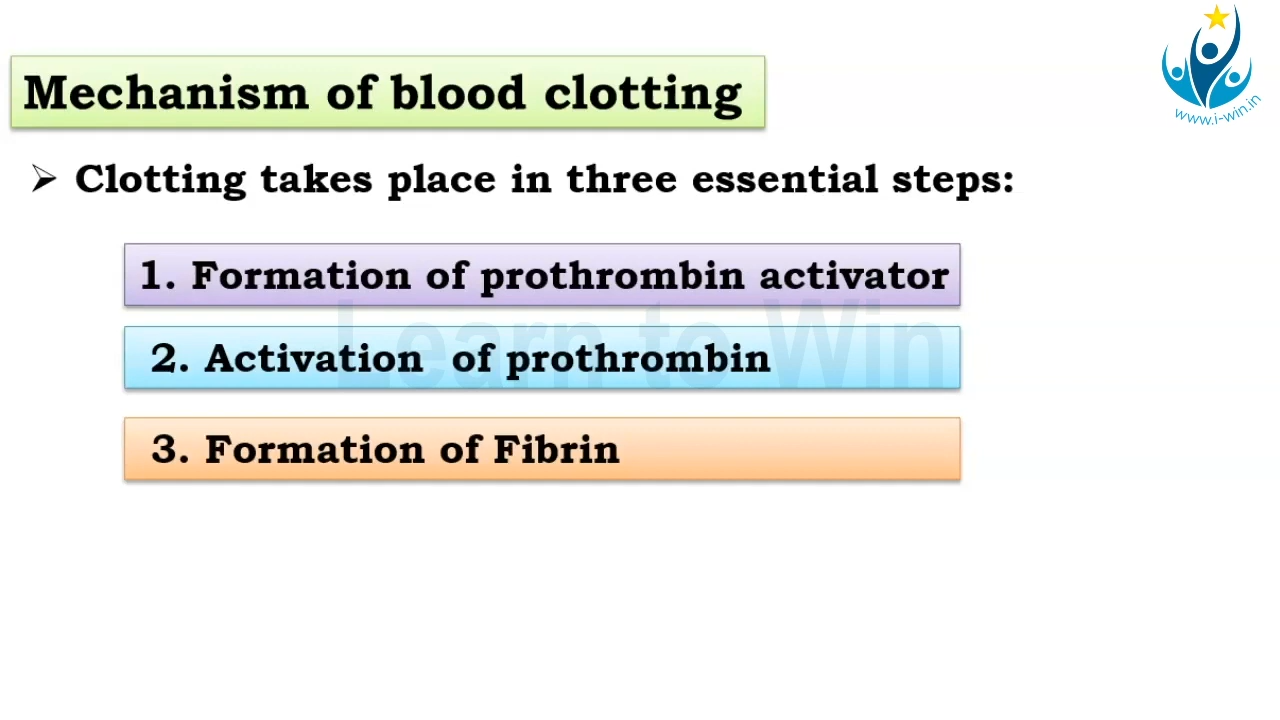 www.i-win.in
Mechanism of blood clotting
➢ Clotting takes place in three essential steps:
1. Formation of prothrombin activator
Learn to Win
2. Activation of prothrombin
3. Formation of Fibrin